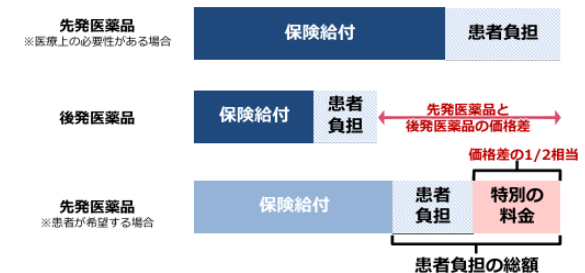 先発医薬品
※医療上の必要性がある場合
保険給付
患者負担
後発医薬品
保険給付
患者
負担
先発医薬品と
後発医薬品の価格差
価格差の1/2相当
先発医薬品
※患者が希望する場合
保険給付
患者
負担
特別の
料金
患者負担の総額